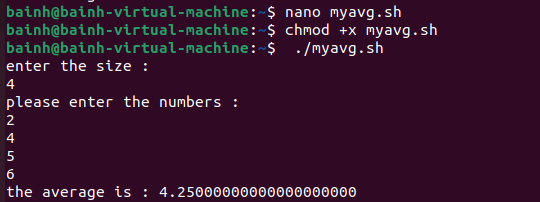 bainh@bainh-virtual-machine:~$ nano myavg.sh
bainh@bainh-virtual-machine:~$ chmod +x myavg.sh
bainh@bainh-virtual-machine:~$  ./myavg.sh
enter the size :
4
please enter the numbers :
2
4
5
6
the average is : 4.25000000000000000000